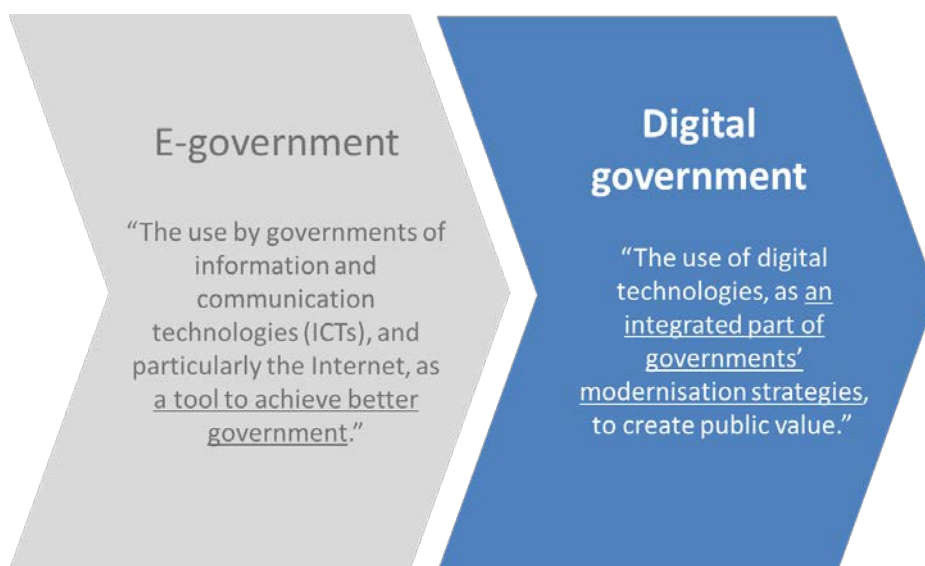 E-government
“The use by governments of
information and
communication
technologies (ICTs), and
particularly the Internet, as
a tool to achieve better
government.”
Digital
government
“The use of digital
technologies, as an
integrated part of
governments’
modernisation strategies,
to create public value.”